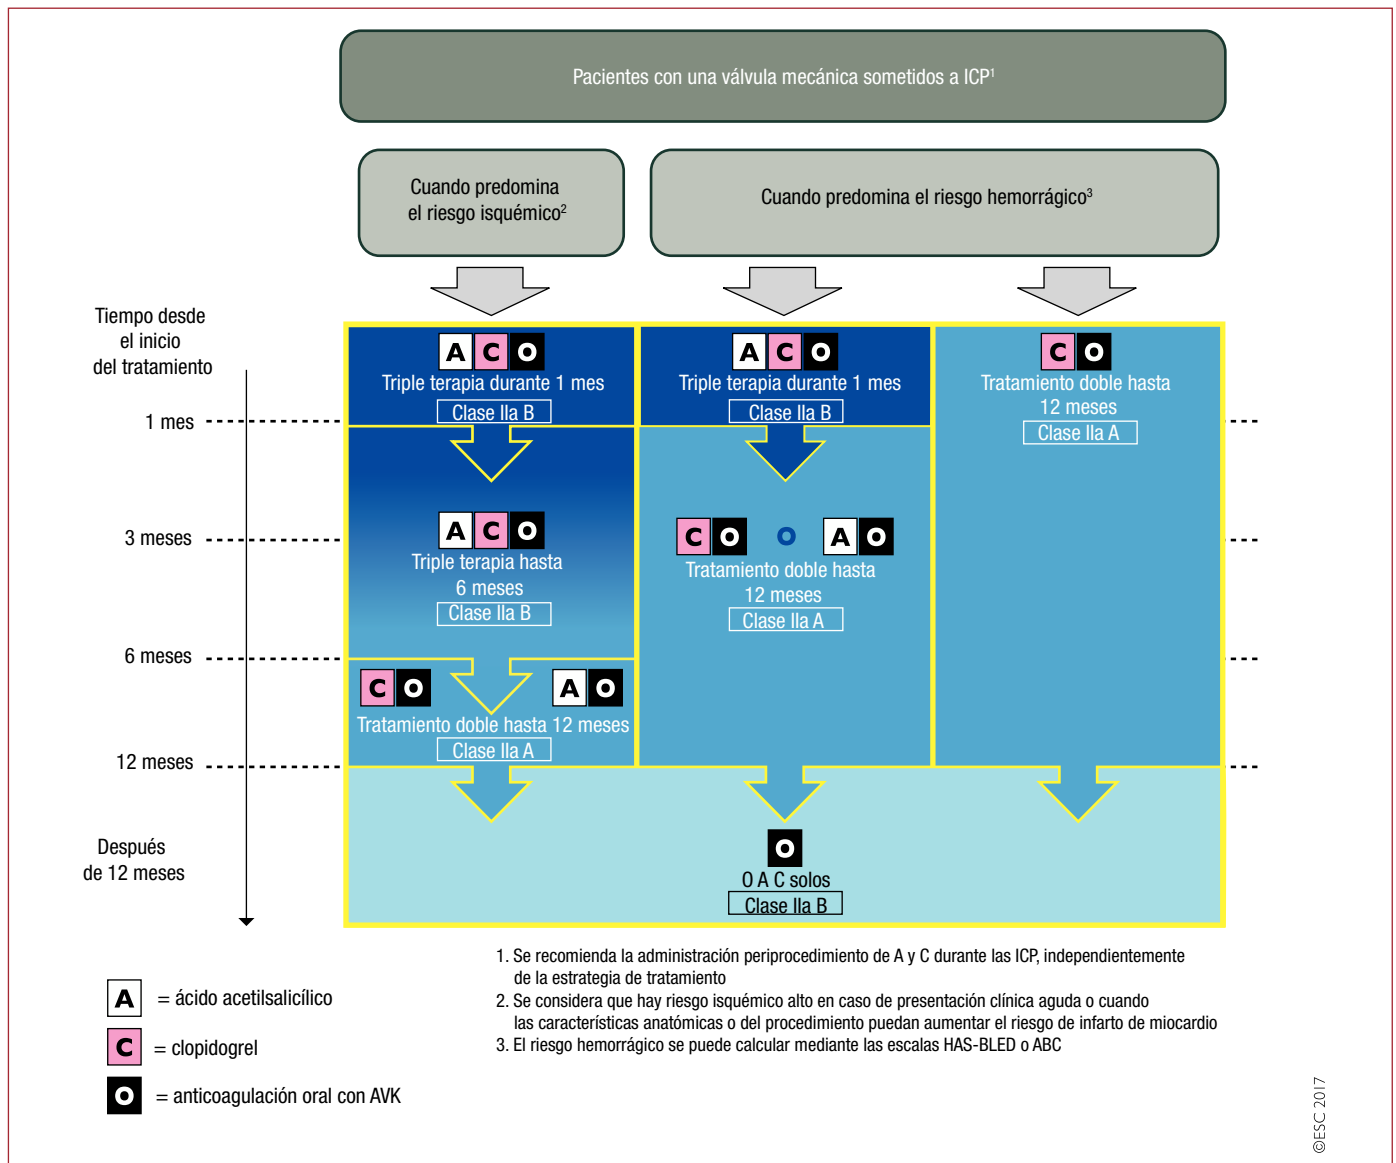 Pacientes con una válvula mecánica sometidos a ICP¹
Cuando predomina
el riesgo isquémico²
Cuando predomina el riesgo hemorrágico³
Tiempo desde
el inicio
del tratamiento
A C O
Triple terapia durante 1 mes
Clase IIa B
A C O
Triple terapia durante 1 mes
Clase IIa B
C O
Tratamiento doble hasta
12 meses
Clase IIa A
1 mes
A C O
Triple terapia hasta
6 meses
Clase IIa B
3 meses
C O o A O
Tratamiento doble hasta
12 meses
Clase IIa A
6 meses
C O A O
Tratamiento doble hasta 12 meses
Clase IIa A
12 meses
Después
de 12 meses
O
O A C solos
Clase IIa B
1. Se recomienda la administración periprocedimiento de A y C durante las ICP, independientemente
de la estrategia de tratamiento
2. Se considera que hay riesgo isquémico alto en caso de presentación clínica aguda o cuando
las características anatómicas o del procedimiento puedan aumentar el riesgo de infarto de miocardio
3. El riesgo hemorrágico se puede calcular mediante las escalas HAS-BLED o ABC
A = ácido acetilsalicílico
C = clopidogrel
O = anticoagulación oral con AVK
©ESC 2017